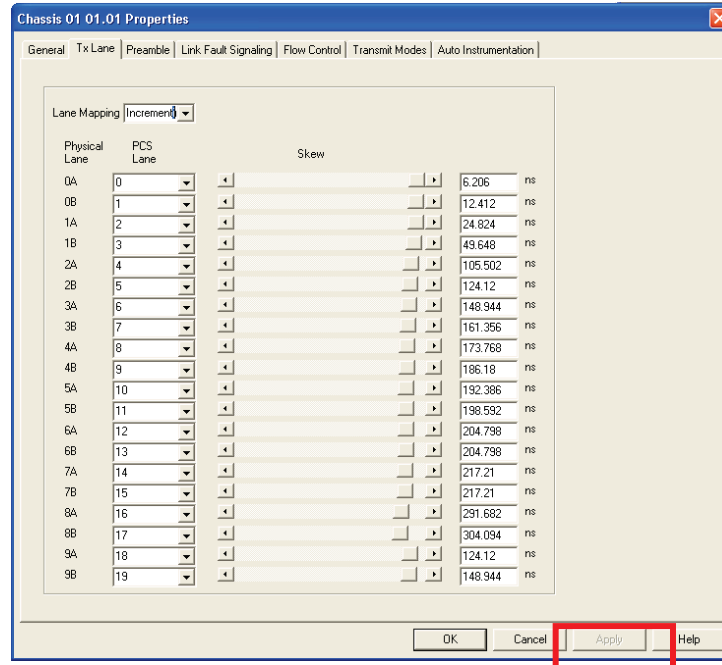 Chassis 01 01.01 Properties
General Tx Lane Preamble Link Fault Signaling Flow Control Transmit Modes Auto Instrumentation
Lane Mapping Increment
Physical Lane PCS Lane Skew
0A 0 6.206 ns
0B 1 12.412 ns
1A 2 24.824 ns
1B 3 49.648 ns
2A 4 105.502 ns
2B 5 124.12 ns
3A 6 148.944 ns
3B 7 161.356 ns
4A 8 173.768 ns
4B 9 186.18 ns
5A 10 192.386 ns
5B 11 198.592 ns
6A 12 204.798 ns
6B 13 204.798 ns
7A 14 217.21 ns
7B 15 217.21 ns
8A 16 291.682 ns
8B 17 304.094 ns
9A 18 124.12 ns
9B 19 148.944 ns
OK Cancel Apply Help